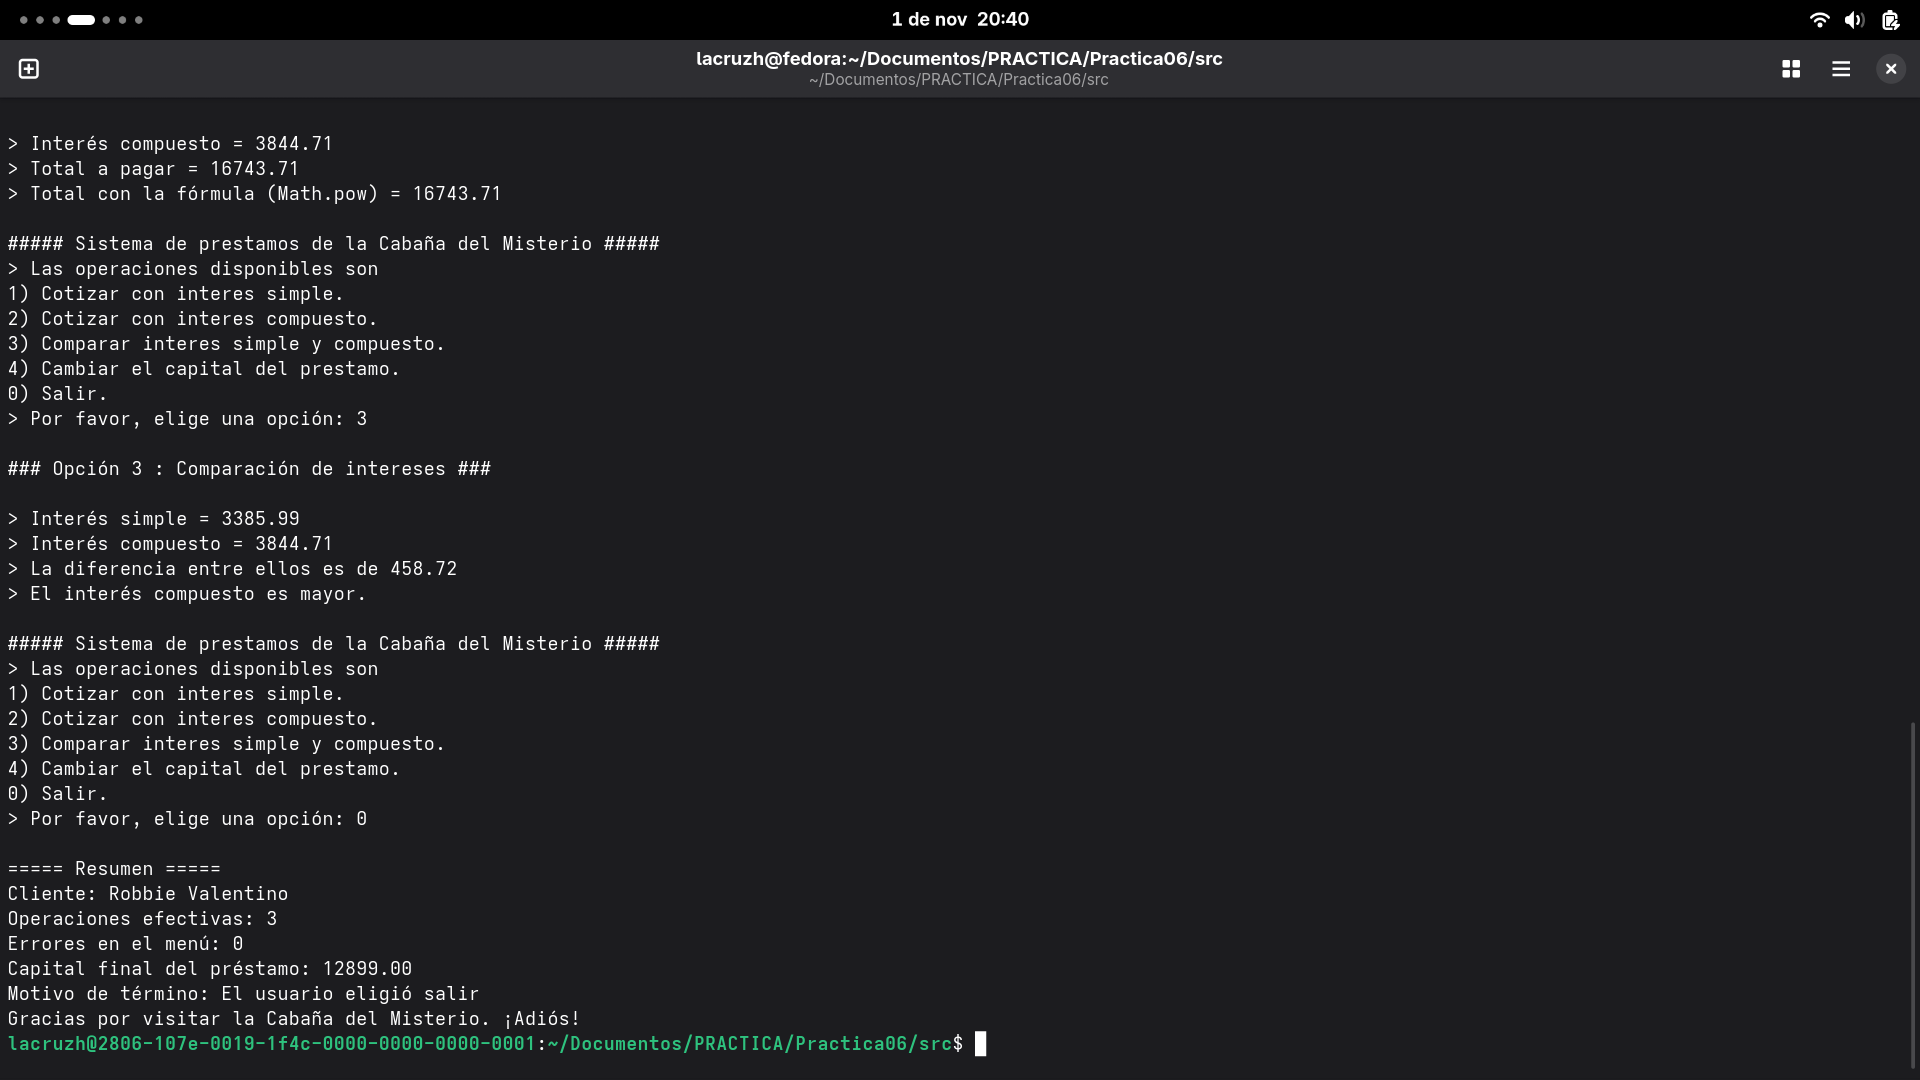 1 de nov 20:40
lacruzh@fedora:~/Documentos/PRACTICA/Practica06/src
~/Documentos/PRACTICA/Practica06/src
> Interés compuesto = 3844.71
> Total a pagar = 16743.71
> Total con la fórmula (Math.pow) = 16743.71
##### Sistema de prestamos de la Cabaña del Misterio #####
> Las operaciones disponibles son
1) Cotizar con interes simple.
2) Cotizar con interes compuesto.
3) Comparar interes simple y compuesto.
4) Cambiar el capital del prestamo.
0) Salir.
> Por favor, elige una opción: 3
### Opción 3 : Comparación de intereses ###
> Interés simple = 3385.99
> Interés compuesto = 3844.71
> La diferencia entre ellos es de 458.72
> El interés compuesto es mayor.
##### Sistema de prestamos de la Cabaña del Misterio #####
> Las operaciones disponibles son
1) Cotizar con interes simple.
2) Cotizar con interes compuesto.
3) Comparar interes simple y compuesto.
4) Cambiar el capital del prestamo.
0) Salir.
> Por favor, elige una opción: 0
===== Resumen =====
Cliente: Robbie Valentino
Operaciones efectivas: 3
Errores en el menú: 0
Capital final del préstamo: 12899.00
Motivo de término: El usuario eligió salir
Gracias por visitar la Cabaña del Misterio. ¡Adiós!
lacruzh@2806-107e-0019-1f4c-0000-0000-0000-0001:~/Documentos/PRACTICA/Practica06/src$